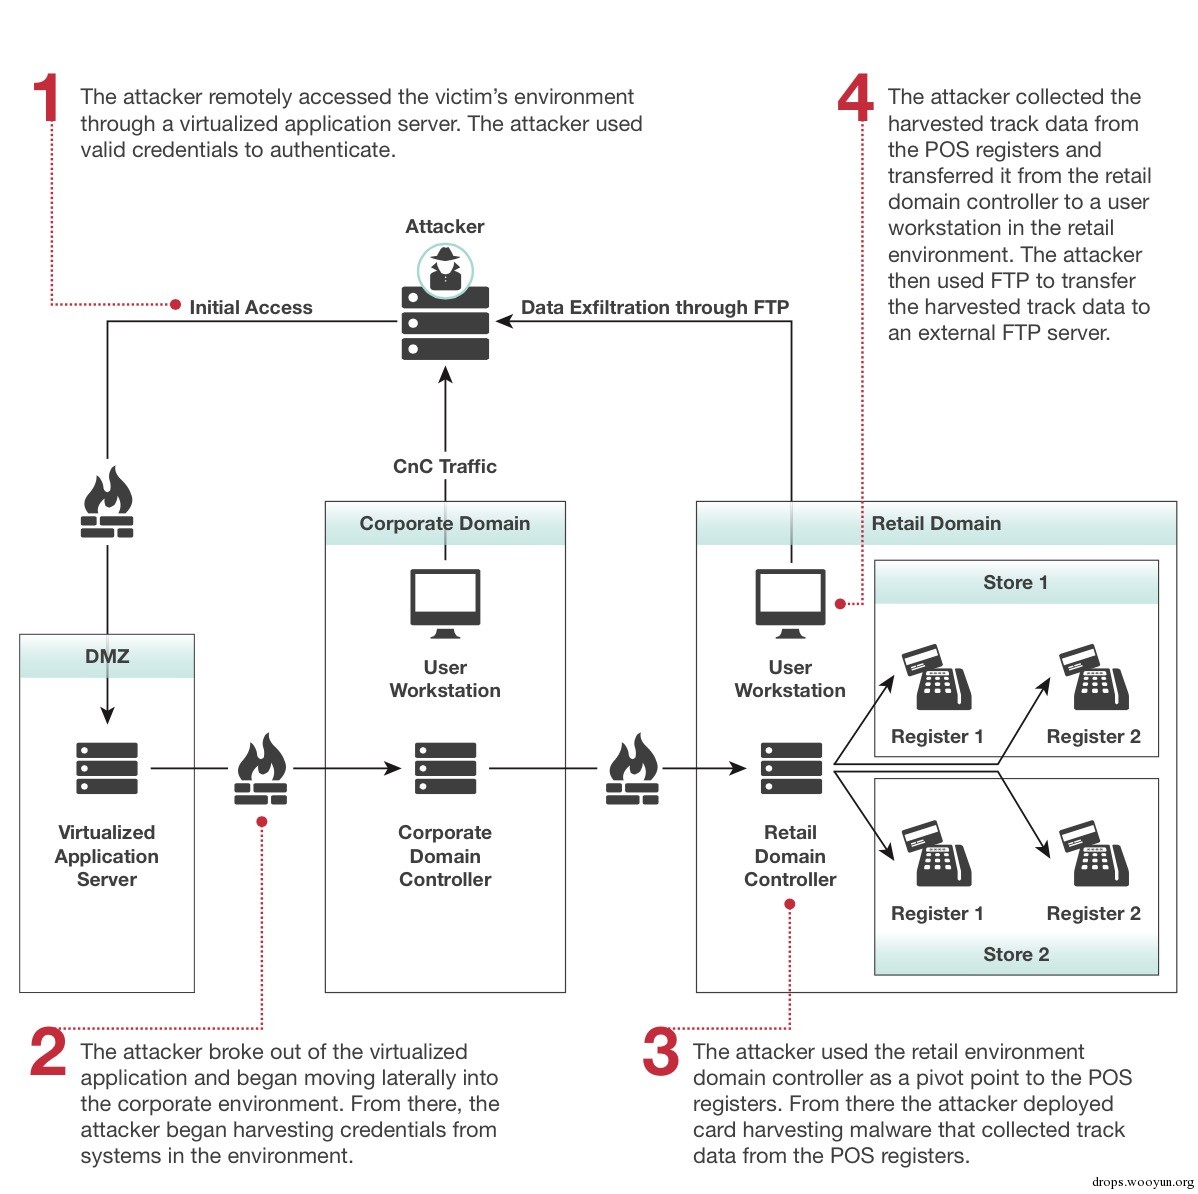 1
The attacker remotely accessed the victim's environment
through a virtualized application server. The attacker used
valid credentials to authenticate.
4
The attacker collected the
harvested track data from
the POS registers and
transferred it from the retail
domain controller to a user
workstation in the retail
environment. The attacker
then used FTP to transfer
the harvested track data to
an external FTP server.
Attacker
Initial Access
Data Exfiltration through FTP
CnC Traffic
Corporate Domain
Retail Domain
Store 1
DMZ
User
Workstation
User
Workstation
Register 1
Register 2
Virtualized
Application
Server
Corporate
Domain
Controller
Retail
Domain
Controller
Register 1
Register 2
Store 2
2
The attacker broke out of the virtualized
application and began moving laterally into
the corporate environment. From there, the
attacker began harvesting credentials from
systems in the environment.
3
The attacker used the retail environment
domain controller as a pivot point to the POS
registers. From there the attacker deployed
card harvesting malware that collected track
data from the POS registers.
drops.wooyun.org